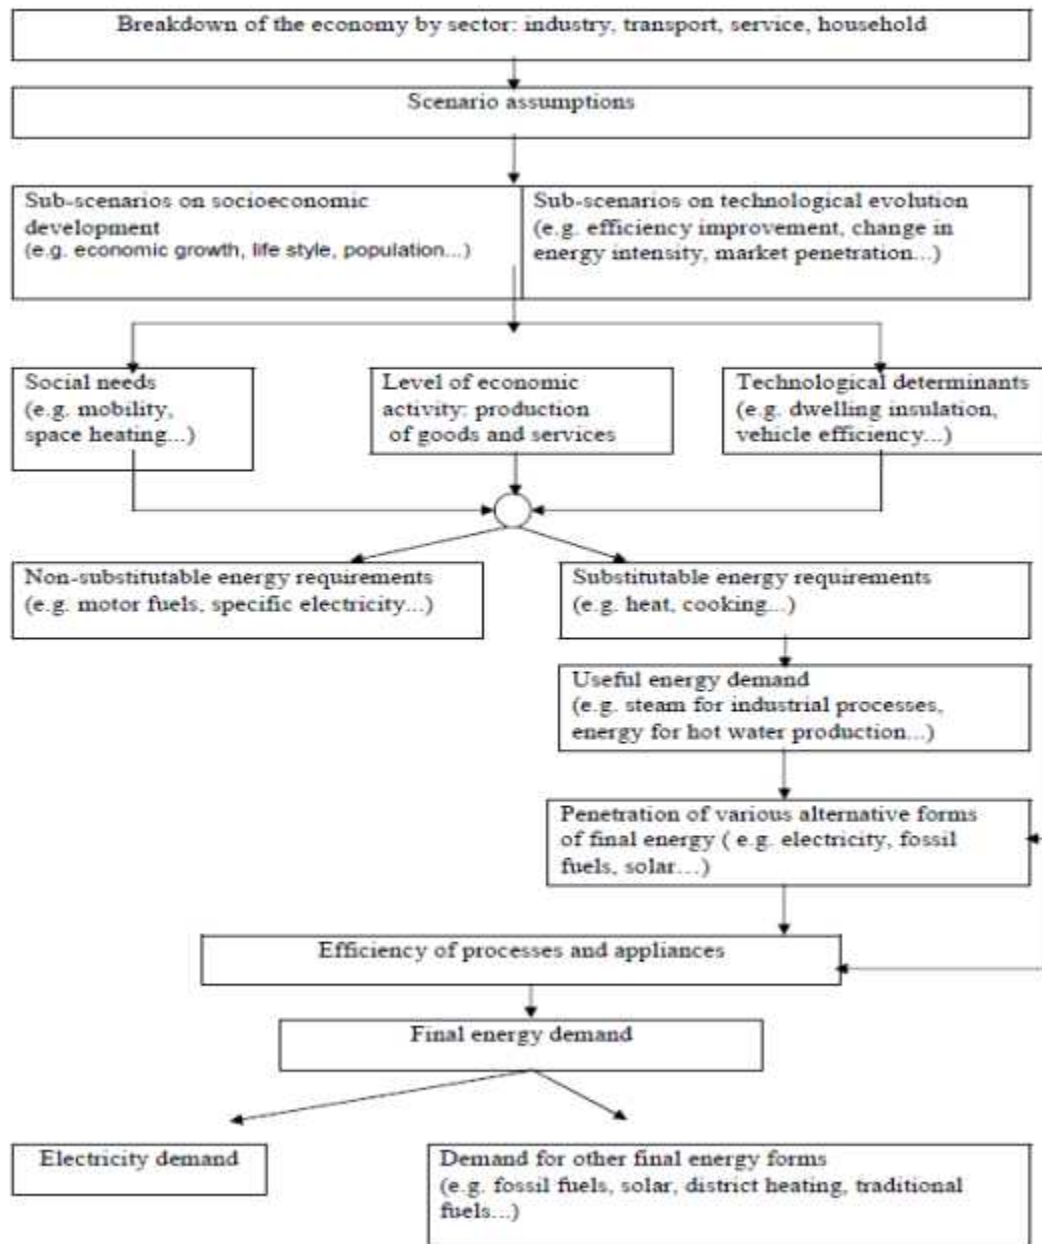 Breakdown of the economy by sector: industry, transport, service, household
Scenario assumptions
Sub-scenarios on socioeconomic
development
(e.g. economic growth, life style, population...)
Sub-scenarios on technological evolution
(e.g. efficiency improvement, change in
energy intensity, market penetration...)
Social needs
(e.g. mobility,
space heating...)
Level of economic
activity: production
of goods and services
Technological determinants
(e.g. dwelling insulation,
vehicle efficiency...)
Non-substitutable energy requirements
(e.g. motor fuels, specific electricity...)
Substitutable energy requirements
(e.g. heat, cooking...)
Useful energy demand
(e.g. steam for industrial processes,
energy for hot water production...)
Penetration of various alternative forms
of final energy ( e.g. electricity, fossil
fuels, solar...)
Efficiency of processes and appliances
Final energy demand
Electricity demand
Demand for other final energy forms
(e.g. fossil fuels, solar, district heating, traditional
fuels...)